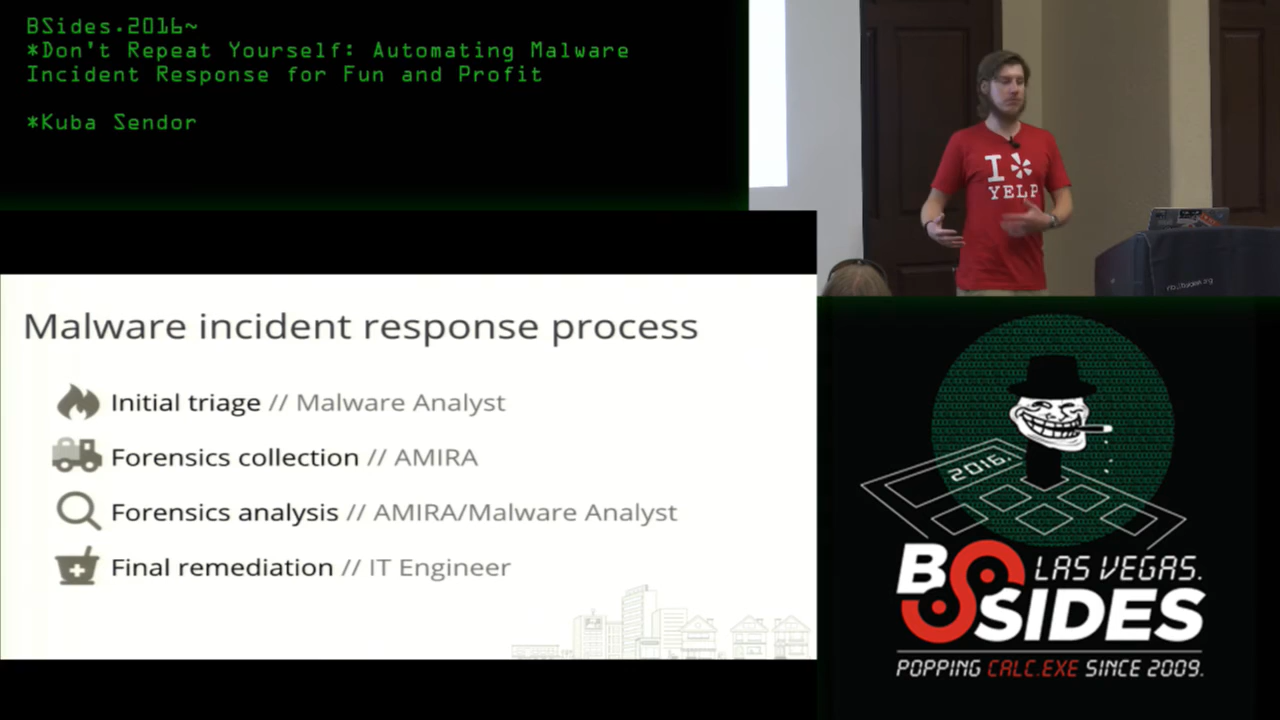 BSides.2016~
*Don't Repeat Yourself: Automating Malware
Incident Response for Fun and Profit
*Kuba Sendor
I
YELP
Malware incident response process
Initial triage // Malware Analyst
Forensics collection // AMIRA
Forensics analysis // AMIRA/Malware Analyst
Final remediation // IT Engineer
2016.
BSIDES
LAS VEGAS.
POPPING CALC.EXE SINCE 2009.